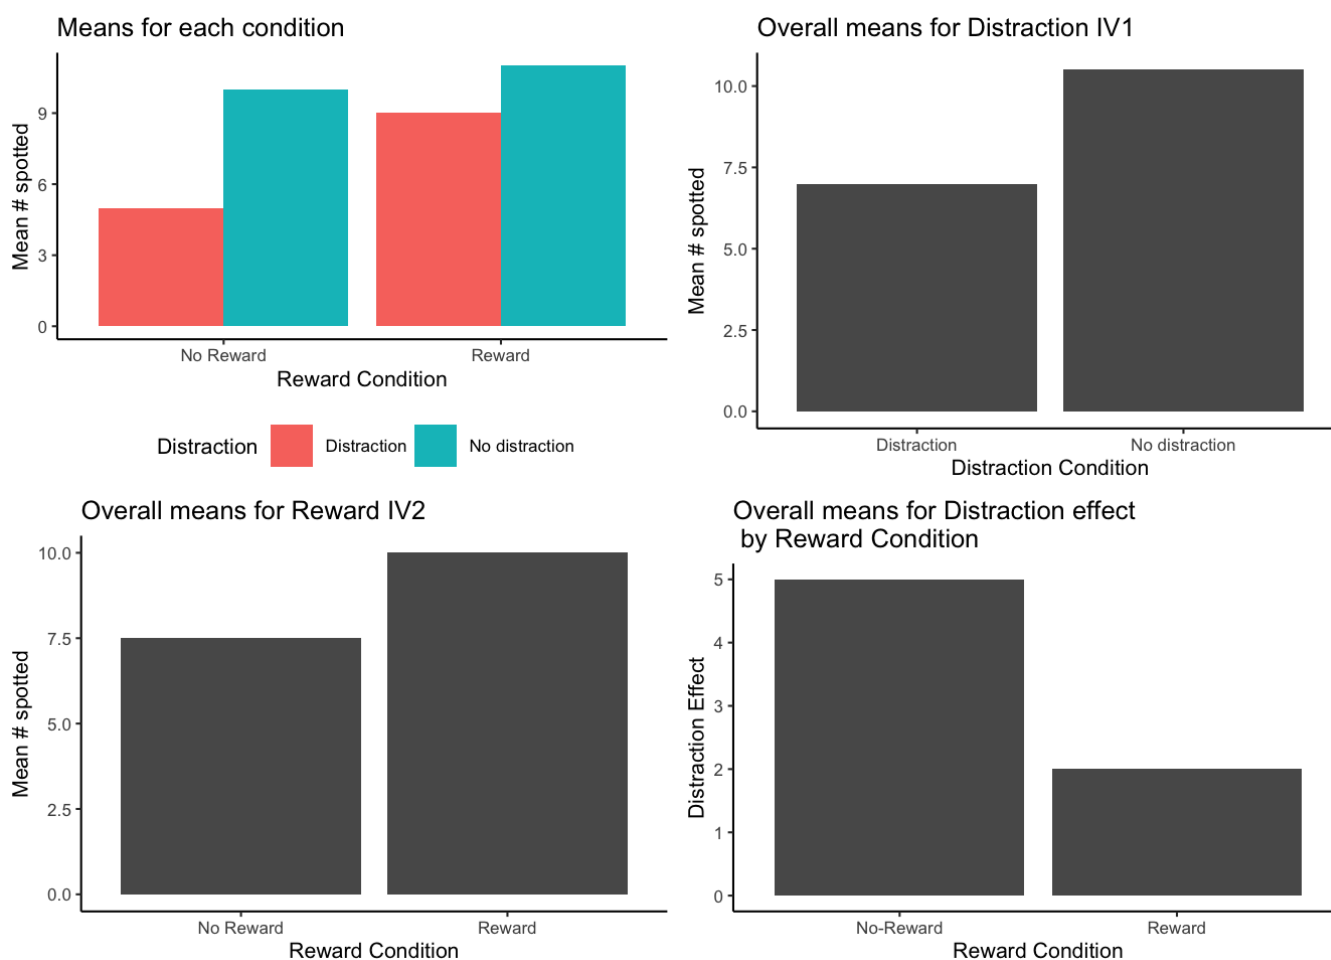 Means for each condition
Mean # spotted
9
6
3
0
No Reward
Reward
Reward Condition
Distraction
Distraction
No distraction
Overall means for Distraction IV1
Mean # spotted
10.0
7.5
5.0
2.5
0.0
Distraction
No distraction
Distraction Condition
Overall means for Reward IV2
Mean # spotted
10.0
7.5
5.0
2.5
0.0
No Reward
Reward
Reward Condition
Overall means for Distraction effect
by Reward Condition
Distraction Effect
5
4
3
2
1
0
No-Reward
Reward
Reward Condition